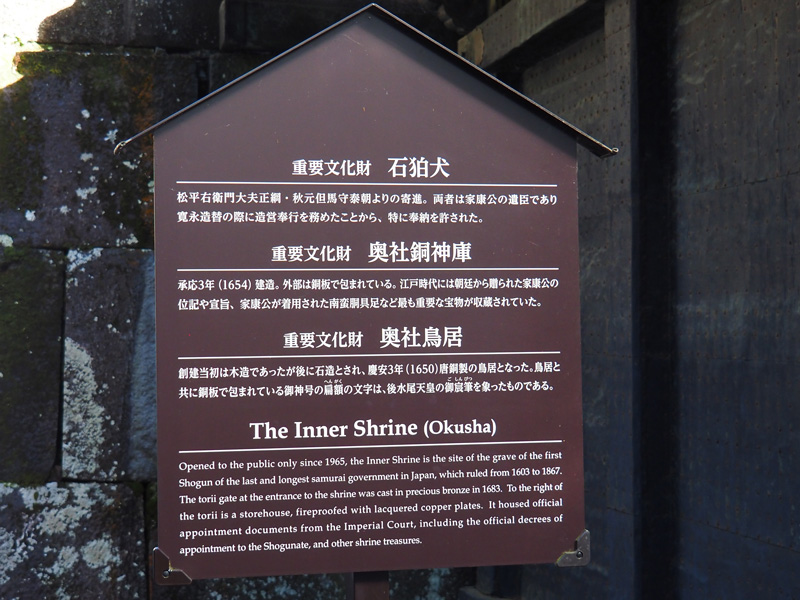 重要文化財 石狛犬
松平右衛門大夫正綱・秋元但馬守泰朝よりの寄進。両者は家康公の遺臣であり
寛永造替の際に造営奉行を務めたことから、特に奉納を許された。
重要文化財 奥社銅神庫
承応3年(1654)建造。外部は銅板で包まれている。江戸時代には朝廷から贈られた家康公の
位記や宣旨、家康公が着用された南蛮胴具足など最も重要な宝物が収蔵されていた。
重要文化財 奥社鳥居
創建当初は木造であったが後に石造とされ、慶安3年(1650)唐銅製の鳥居となった。鳥居と
へんがく ごしんぴつ
共に銅板で包まれている御神号の扁額の文字は、後水尾天皇の御宸筆を象ったものである。
The Inner Shrine (Okusha)
Opened to the public only since 1965, the Inner Shrine is the site of the grave of the first
Shogun of the last and longest samurai government in Japan, which ruled from 1603 to 1867.
The torii gate at the entrance to the shrine was cast in precious bronze in 1683. To the right of
the torii is a storehouse, fireproofed with lacquered copper plates. It housed official
appointment documents from the Imperial Court, including the official decrees of
appointment to the Shogunate, and other shrine treasures.